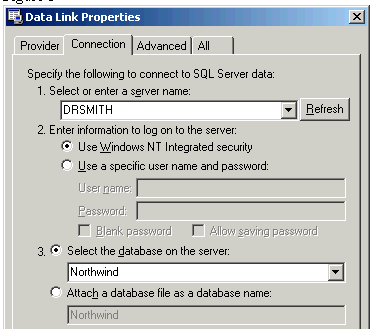 Data Link Properties
Provider Connection Advanced All
Specify the following to connect to SQL Server data:
1. Select or enter a server name:
DRSMITH Refresh
2. Enter information to log on to the server:
Use Windows NT Integrated security
Use a specific user name and password:
User name:
Password:
Blank password Allow saving password
3. Select the database on the server:
Northwind
Attach a database file as a database name:
Northwind